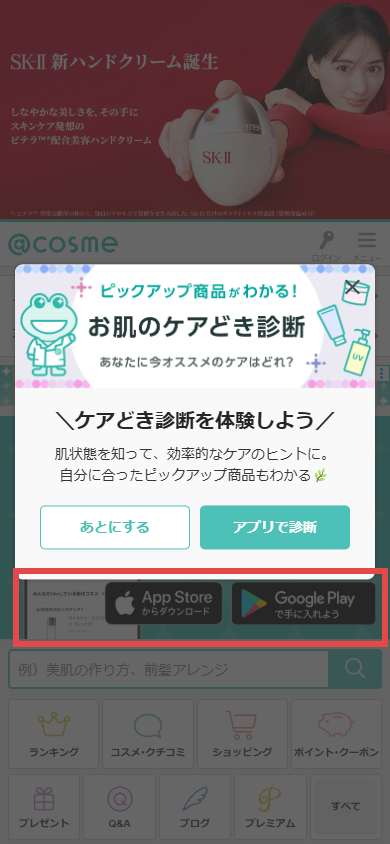 SK-II 新ハンドクリーム誕生
しなやかな美しさを、その手に
スキンケア発想の
ピテラ™*配合美容ハンドクリーム
SK-II
@cosme
ログイン
メニュー
ピックアップ商品がわかる！
お肌のケアどき診断
あなたに今オススメのケアはどれ？
UV
＼ケアどき診断を体験しよう／
肌状態を知って、効率的なケアのヒントに。
自分に合ったピックアップ商品もわかる
あとにする
アプリで診断
App Store
からダウンロード
Google Play
で手に入れよう
例）美肌の作り方、前髪アレンジ
ランキング
コスメ・クチコミ
ショッピング
ポイント・クーポン
プレゼント
Q&A
ブログ
プレミアム
すべて